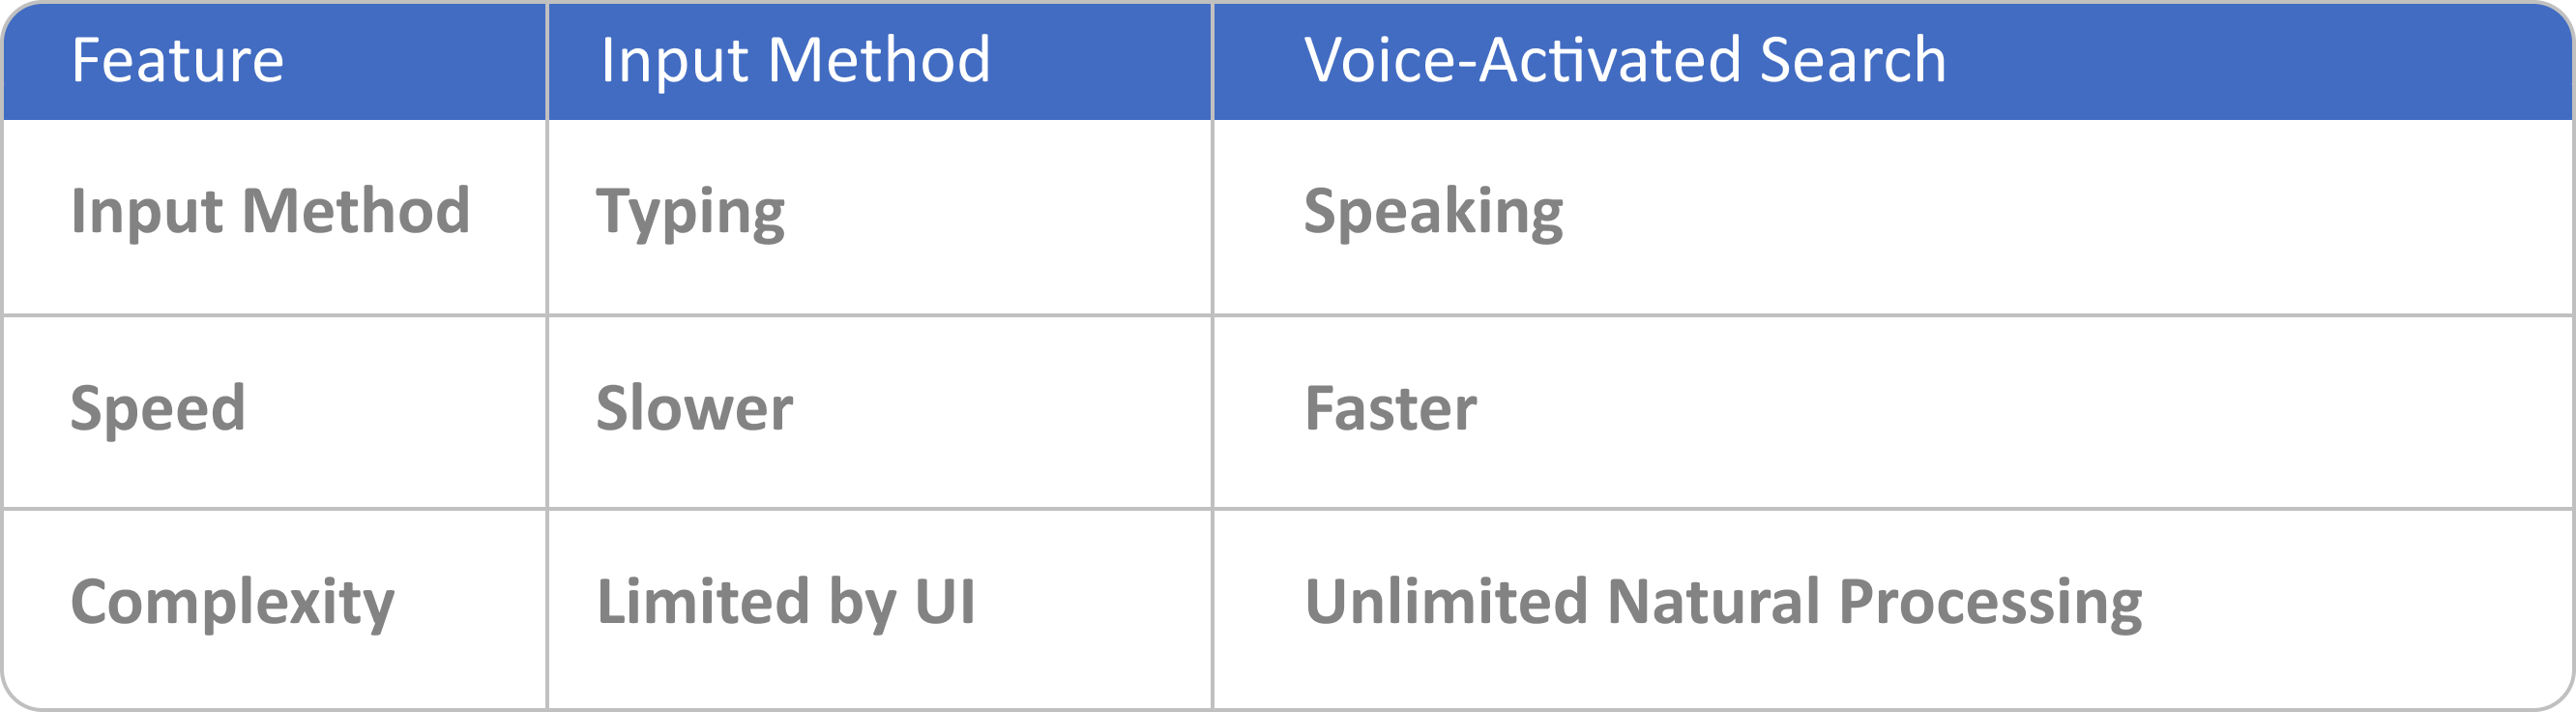 Feature Input Method Voice-Activated Search
Input Method Typing Speaking
Speed Slower Faster
Complexity Limited by UI Unlimited Natural Processing